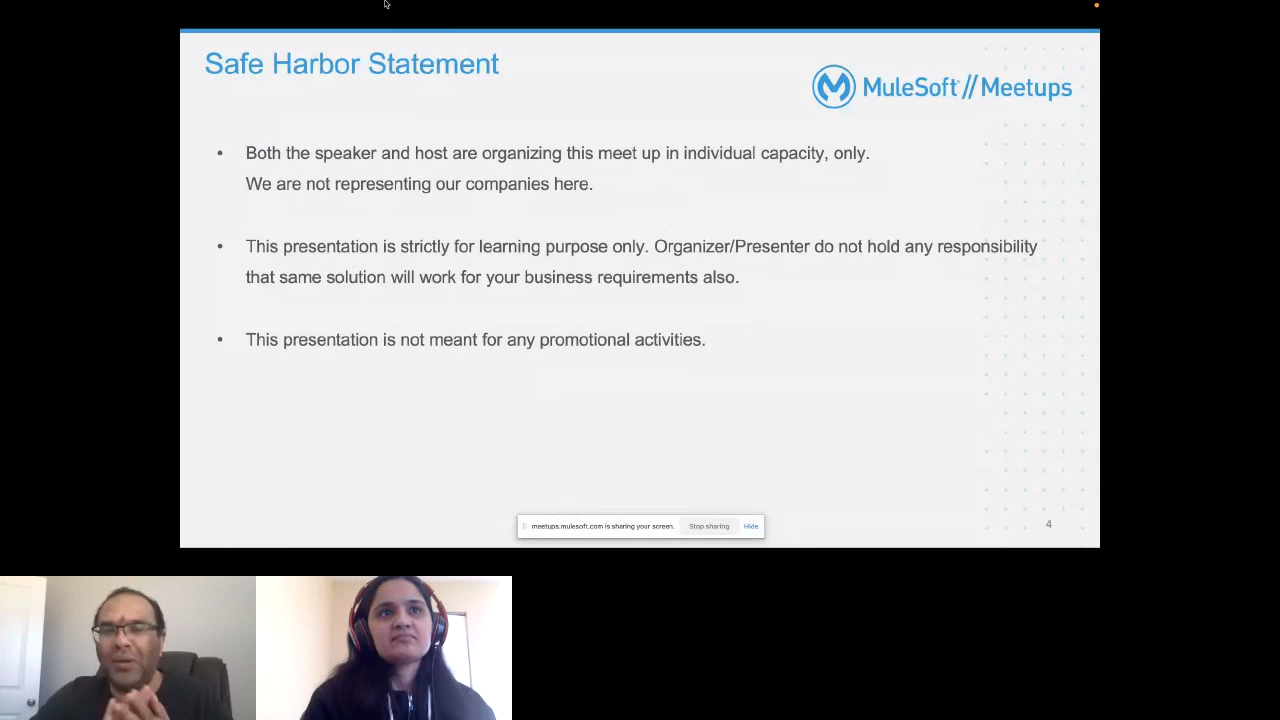 Safe Harbor Statement
MuleSoft // Meetups
• Both the speaker and host are organizing this meet up in individual capacity, only.
We are not representing our companies here.
• This presentation is strictly for learning purpose only. Organizer/Presenter do not hold any responsibility
that same solution will work for your business requirements also.
• This presentation is not meant for any promotional activities.
meetups.mulesoft.com is sharing your screen. Stop sharing Hide
4